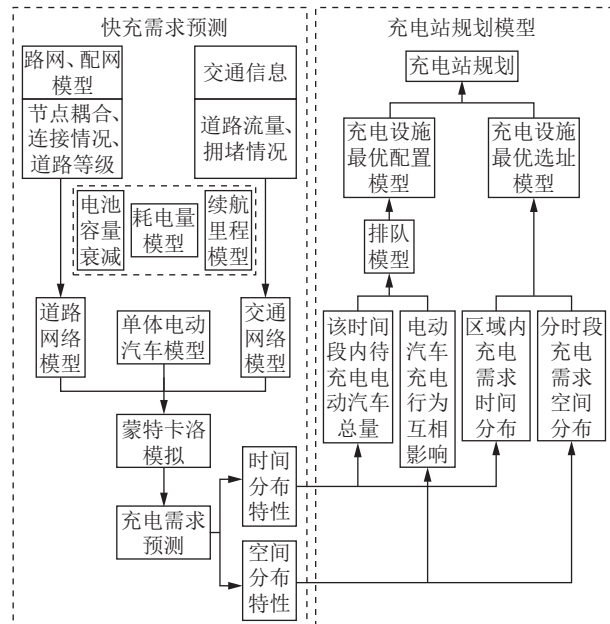 快充需求预测
路网、配网
模型
节点耦合、
连接情况、
道路等级
交通信息
道路流量、
拥堵情况
电池
容量
衰减
耗电量
模型
续航
里程
模型
道路
网络
模型
单体电动
汽车模型
交通
网络
模型
蒙特卡洛
模拟
充电需求
预测
时间
分布
特性
空间
分布
特性
充电站规划模型
充电站规划
充电设施
最优配置
模型
充电设施
最优选址
模型
排队
模型
该时间
段内待
充电电
动汽车
总量
电动
汽车
充电
行为
互相
影响
区域内
充电
需求
时间
分布
分时段
充电
需求
空间
分布